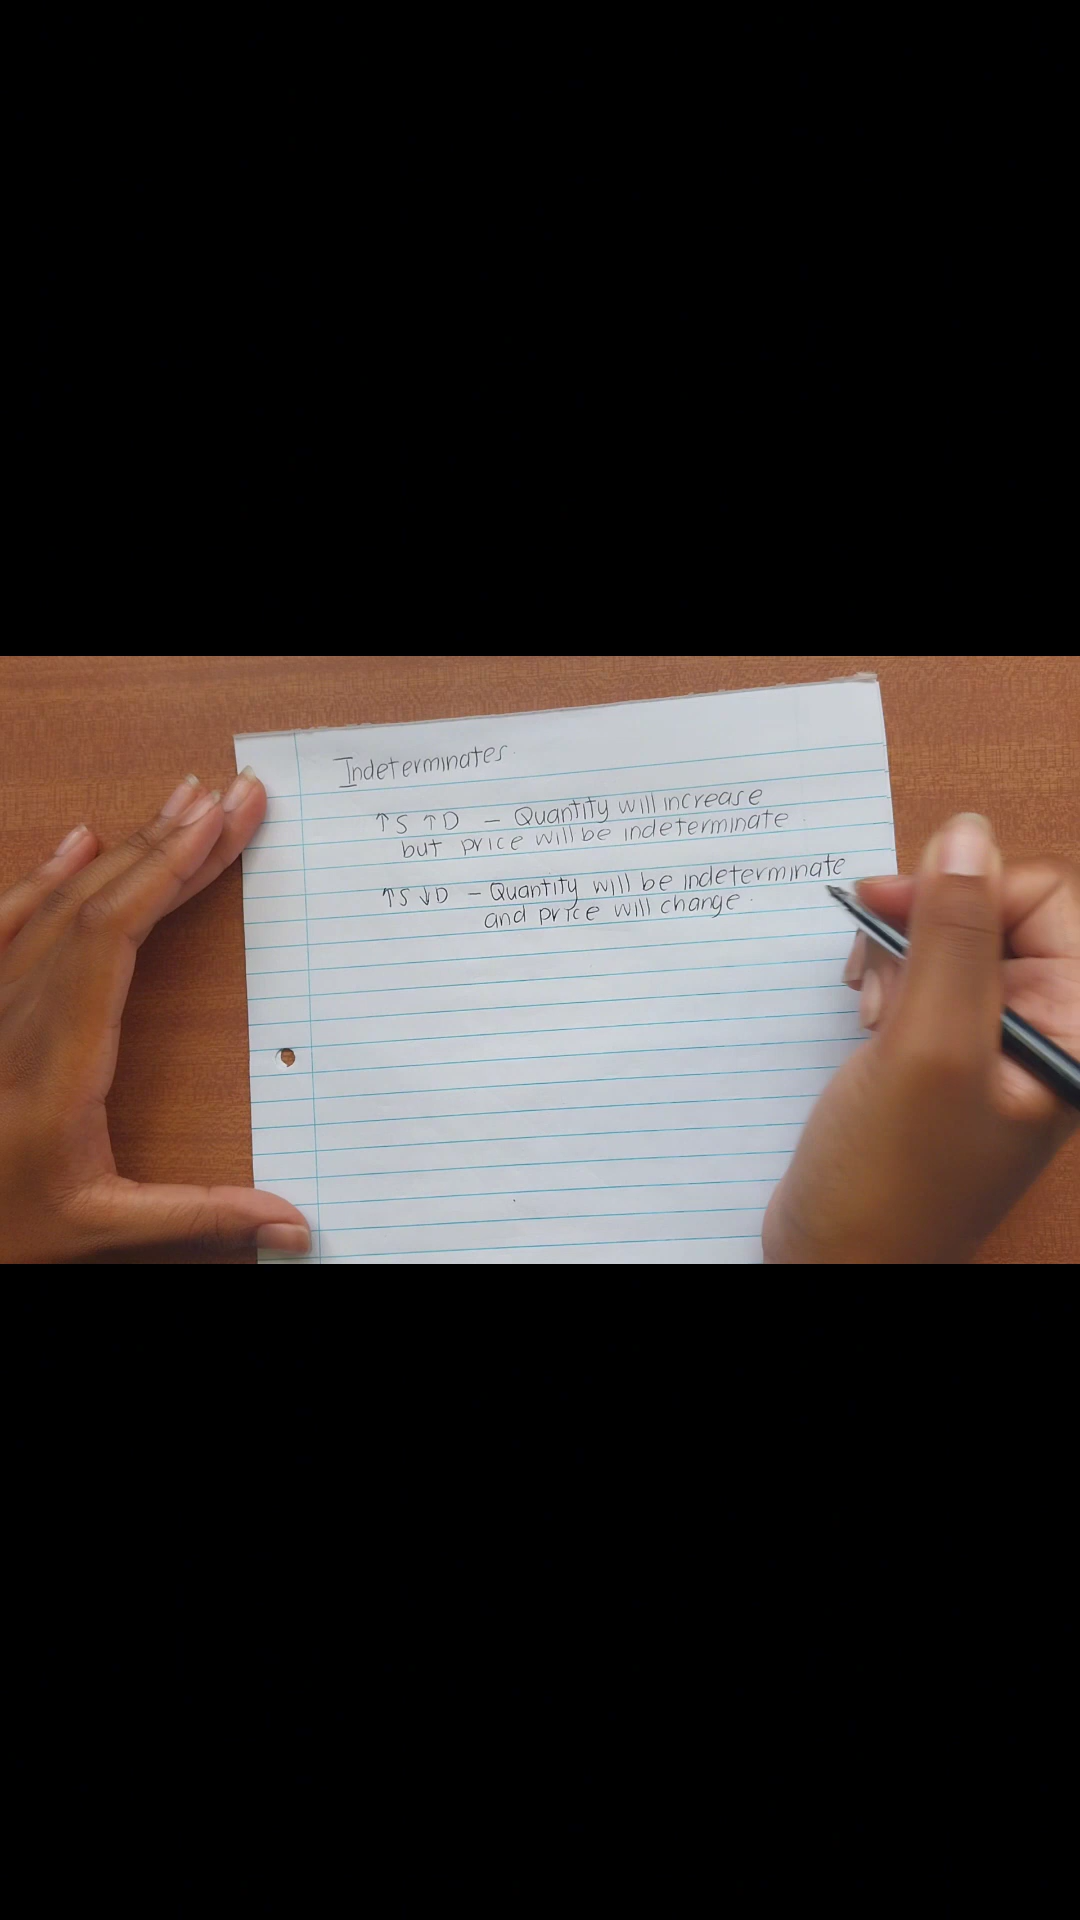 Indeterminates.
↑S ↑D - Quantity will increase
but price will be indeterminate.
↑S ↓D - Quantity will be indeterminate
and price will change.